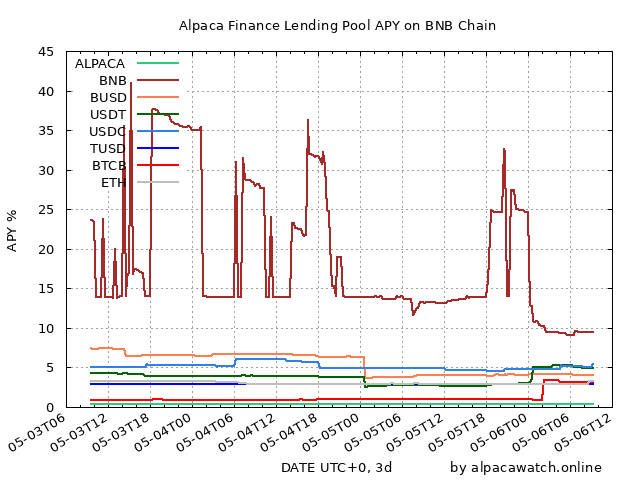 Alpaca Finance Lending Pool APY on BNB Chain
45
40
35
30
25
20
15
10
5
0
APY %
ALPACA
BNB
BUSD
USDT
USDC
TUSD
BTCB
ETH
05-03T06
05-03T12
05-03T18
05-04T00
05-04T06
05-04T12
05-04T18
05-05T00
05-05T06
05-05T12
05-05T18
05-06T00
05-06T06
05-06T12
DATE UTC+0, 3d
by alpacawatch.online